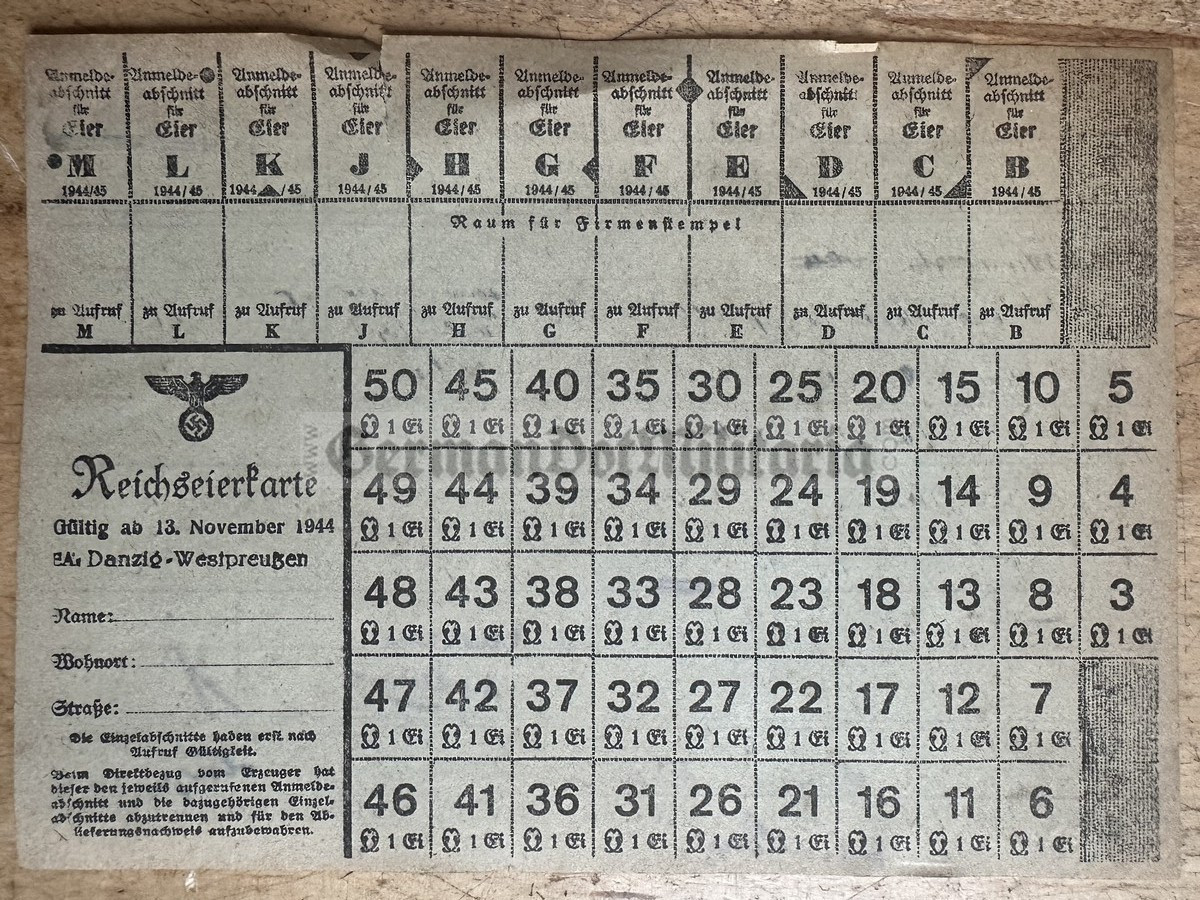 Anmelde- Anmelde- Anmelde- Anmelde- Anmelde- Anmelde- Anmelde- Anmelde- Anmelde- Anmelde- Anmelde-
abschnitt abschnitt abschnitt abschnitt abschnitt abschnitt abschnitt abschnitt abschnitt abschnitt abschnitt
für für für für für für für für für für für
Eier Eier Eier Eier Eier Eier Eier Eier Eier Eier Eier
M L K J H G F E D C B
1944/45 1944/45 1944/45 1944/45 1944/45 1944/45 1944/45 1944/45 1944/45 1944/45 1944/45
Raum für Firmenstempel
zu Aufruf zu Aufruf zu Aufruf zu Aufruf zu Aufruf zu Aufruf zu Aufruf zu Aufruf zu Aufruf zu Aufruf zu Aufruf
M L K J H G F E D C B
Reichseierkarte
Gültig ab 13. November 1944
EA: Danzig-Westpreußen
Name:
Wohnort:
Straße:
Die Einzelabschnitte haben erst nach
Aufruf Gültigkeit.
Beim Direktbezug vom Erzeuger hat
dieser den jeweils aufgerufenen Anmelde-
abschnitt und die dazugehörigen Einzel-
abschnitte abzutrennen und für den Ab-
lieferungsnachweis aufzubewahren.
50 45 40 35 30 25 20 15 10 5
1 Ei 1 Ei 1 Ei 1 Ei 1 Ei 1 Ei 1 Ei 1 Ei 1 Ei 1 Ei
49 44 39 34 29 24 19 14 9 4
1 Ei 1 Ei 1 Ei 1 Ei 1 Ei 1 Ei 1 Ei 1 Ei 1 Ei 1 Ei
48 43 38 33 28 23 18 13 8 3
1 Ei 1 Ei 1 Ei 1 Ei 1 Ei 1 Ei 1 Ei 1 Ei 1 Ei 1 Ei
47 42 37 32 27 22 17 12 7
1 Ei 1 Ei 1 Ei 1 Ei 1 Ei 1 Ei 1 Ei 1 Ei 1 Ei
46 41 36 31 26 21 16 11 6
1 Ei 1 Ei 1 Ei 1 Ei 1 Ei 1 Ei 1 Ei 1 Ei 1 Ei